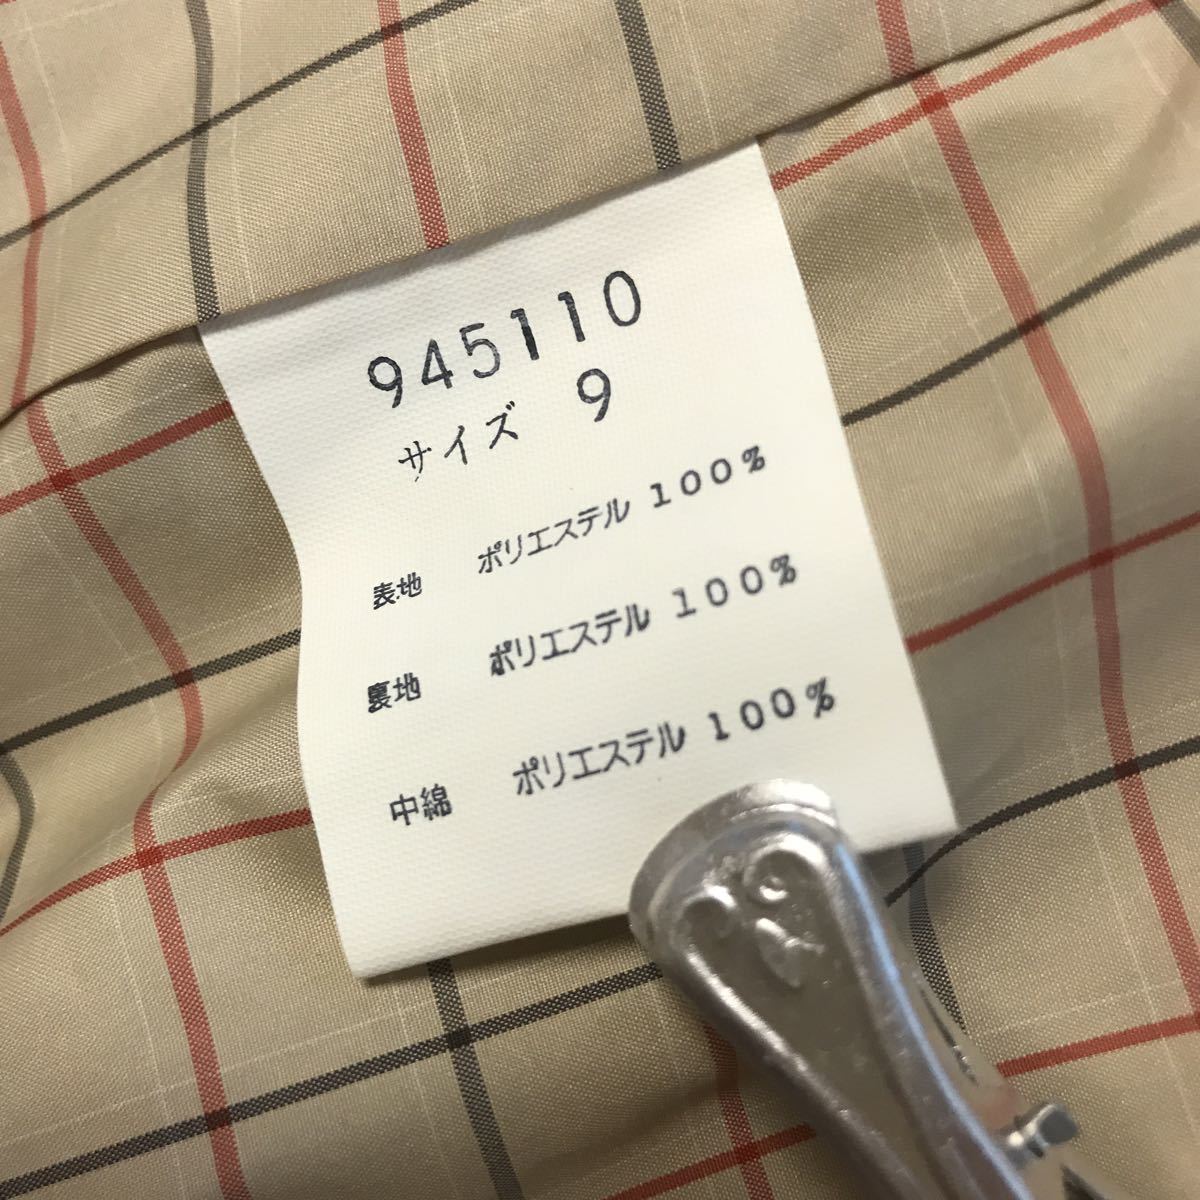 945110
サイズ 9
表地 ポリエステル 100%
裏地 ポリエステル 100%
中綿 ポリエステル 100%